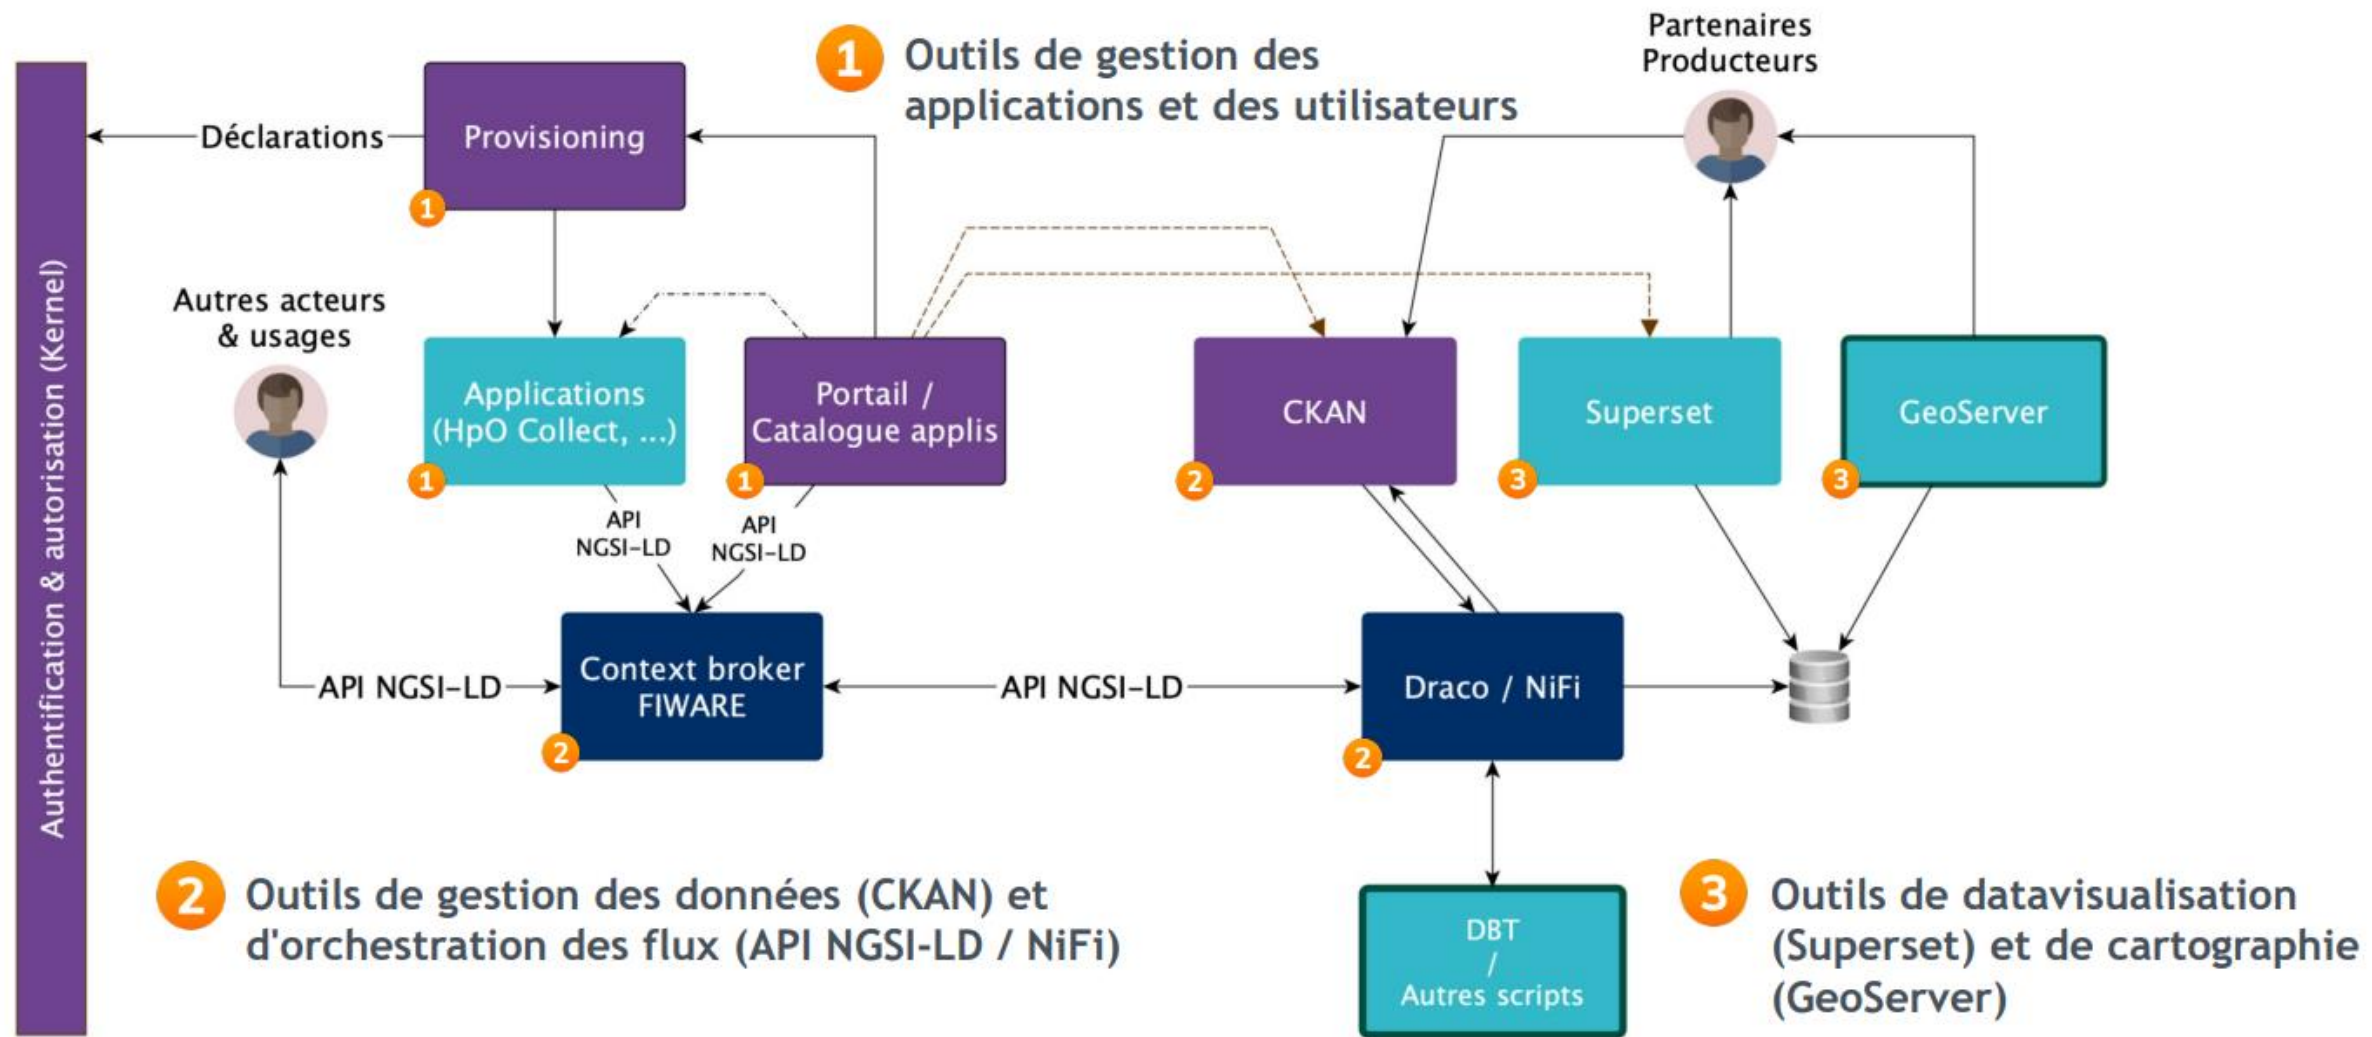 1
Outils de gestion des
applications et des utilisateurs
Partenaires
Producteurs
Authentification & autorisation (Kernel)
Déclarations
Provisioning
1
Autres acteurs
& usages
Applications
(HpO Collect, ...)
1
Portail /
Catalogue applis
1
CKAN
2
Superset
3
GeoServer
3
API
NGSI-LD
API
NGSI-LD
API NGSI-LD
Context broker
FIWARE
2
API NGSI-LD
Draco / NiFi
2
2
Outils de gestion des données (CKAN) et
d'orchestration des flux (API NGSI-LD / NiFi)
DBT
/
Autres scripts
3
Outils de datavisualisation
(Superset) et de cartographie
(GeoServer)